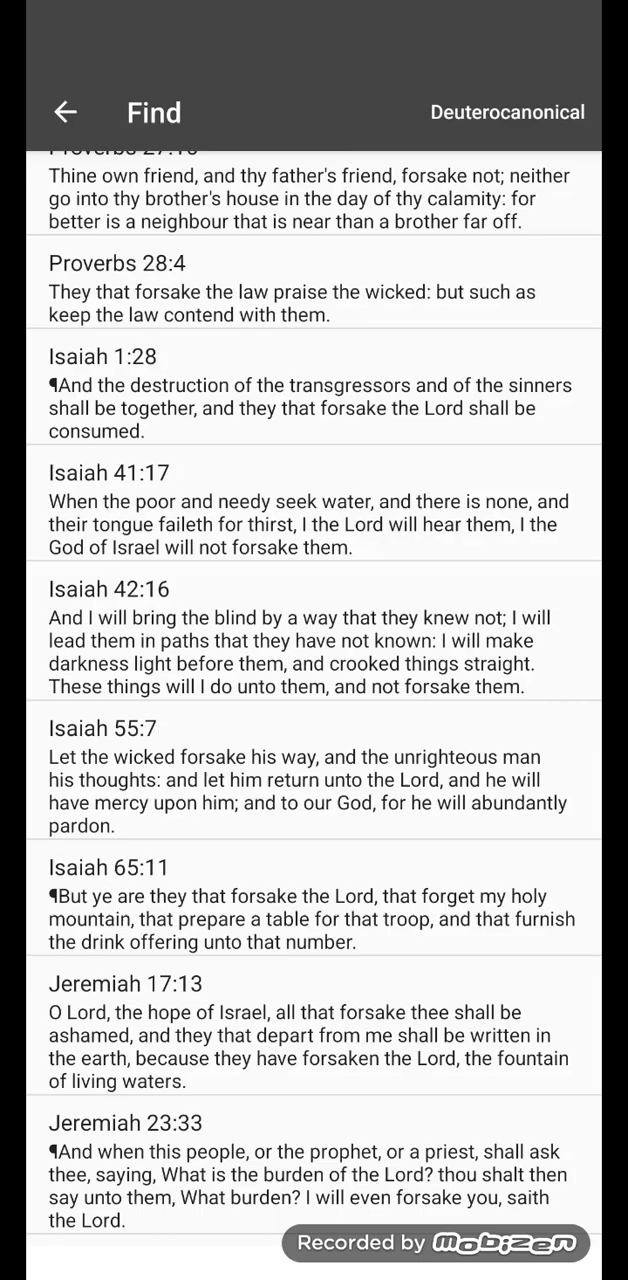 Find
Deuterocanonical
Thine own friend, and thy father's friend, forsake not; neither
go into thy brother's house in the day of thy calamity: for
better is a neighbour that is near than a brother far off.
Proverbs 28:4
They that forsake the law praise the wicked: but such as
keep the law contend with them.
Isaiah 1:28
¶And the destruction of the transgressors and of the sinners
shall be together, and they that forsake the Lord shall be
consumed.
Isaiah 41:17
When the poor and needy seek water, and there is none, and
their tongue faileth for thirst, I the Lord will hear them, I the
God of Israel will not forsake them.
Isaiah 42:16
And I will bring the blind by a way that they knew not; I will
lead them in paths that they have not known: I will make
darkness light before them, and crooked things straight.
These things will I do unto them, and not forsake them.
Isaiah 55:7
Let the wicked forsake his way, and the unrighteous man
his thoughts: and let him return unto the Lord, and he will
have mercy upon him; and to our God, for he will abundantly
pardon.
Isaiah 65:11
¶But ye are they that forsake the Lord, that forget my holy
mountain, that prepare a table for that troop, and that furnish
the drink offering unto that number.
Jeremiah 17:13
O Lord, the hope of Israel, all that forsake thee shall be
ashamed, and they that depart from me shall be written in
the earth, because they have forsaken the Lord, the fountain
of living waters.
Jeremiah 23:33
¶And when this people, or the prophet, or a priest, shall ask
thee, saying, What is the burden of the Lord? thou shalt then
say unto them, What burden? I will even forsake you, saith
the Lord.
Recorded by mobizen